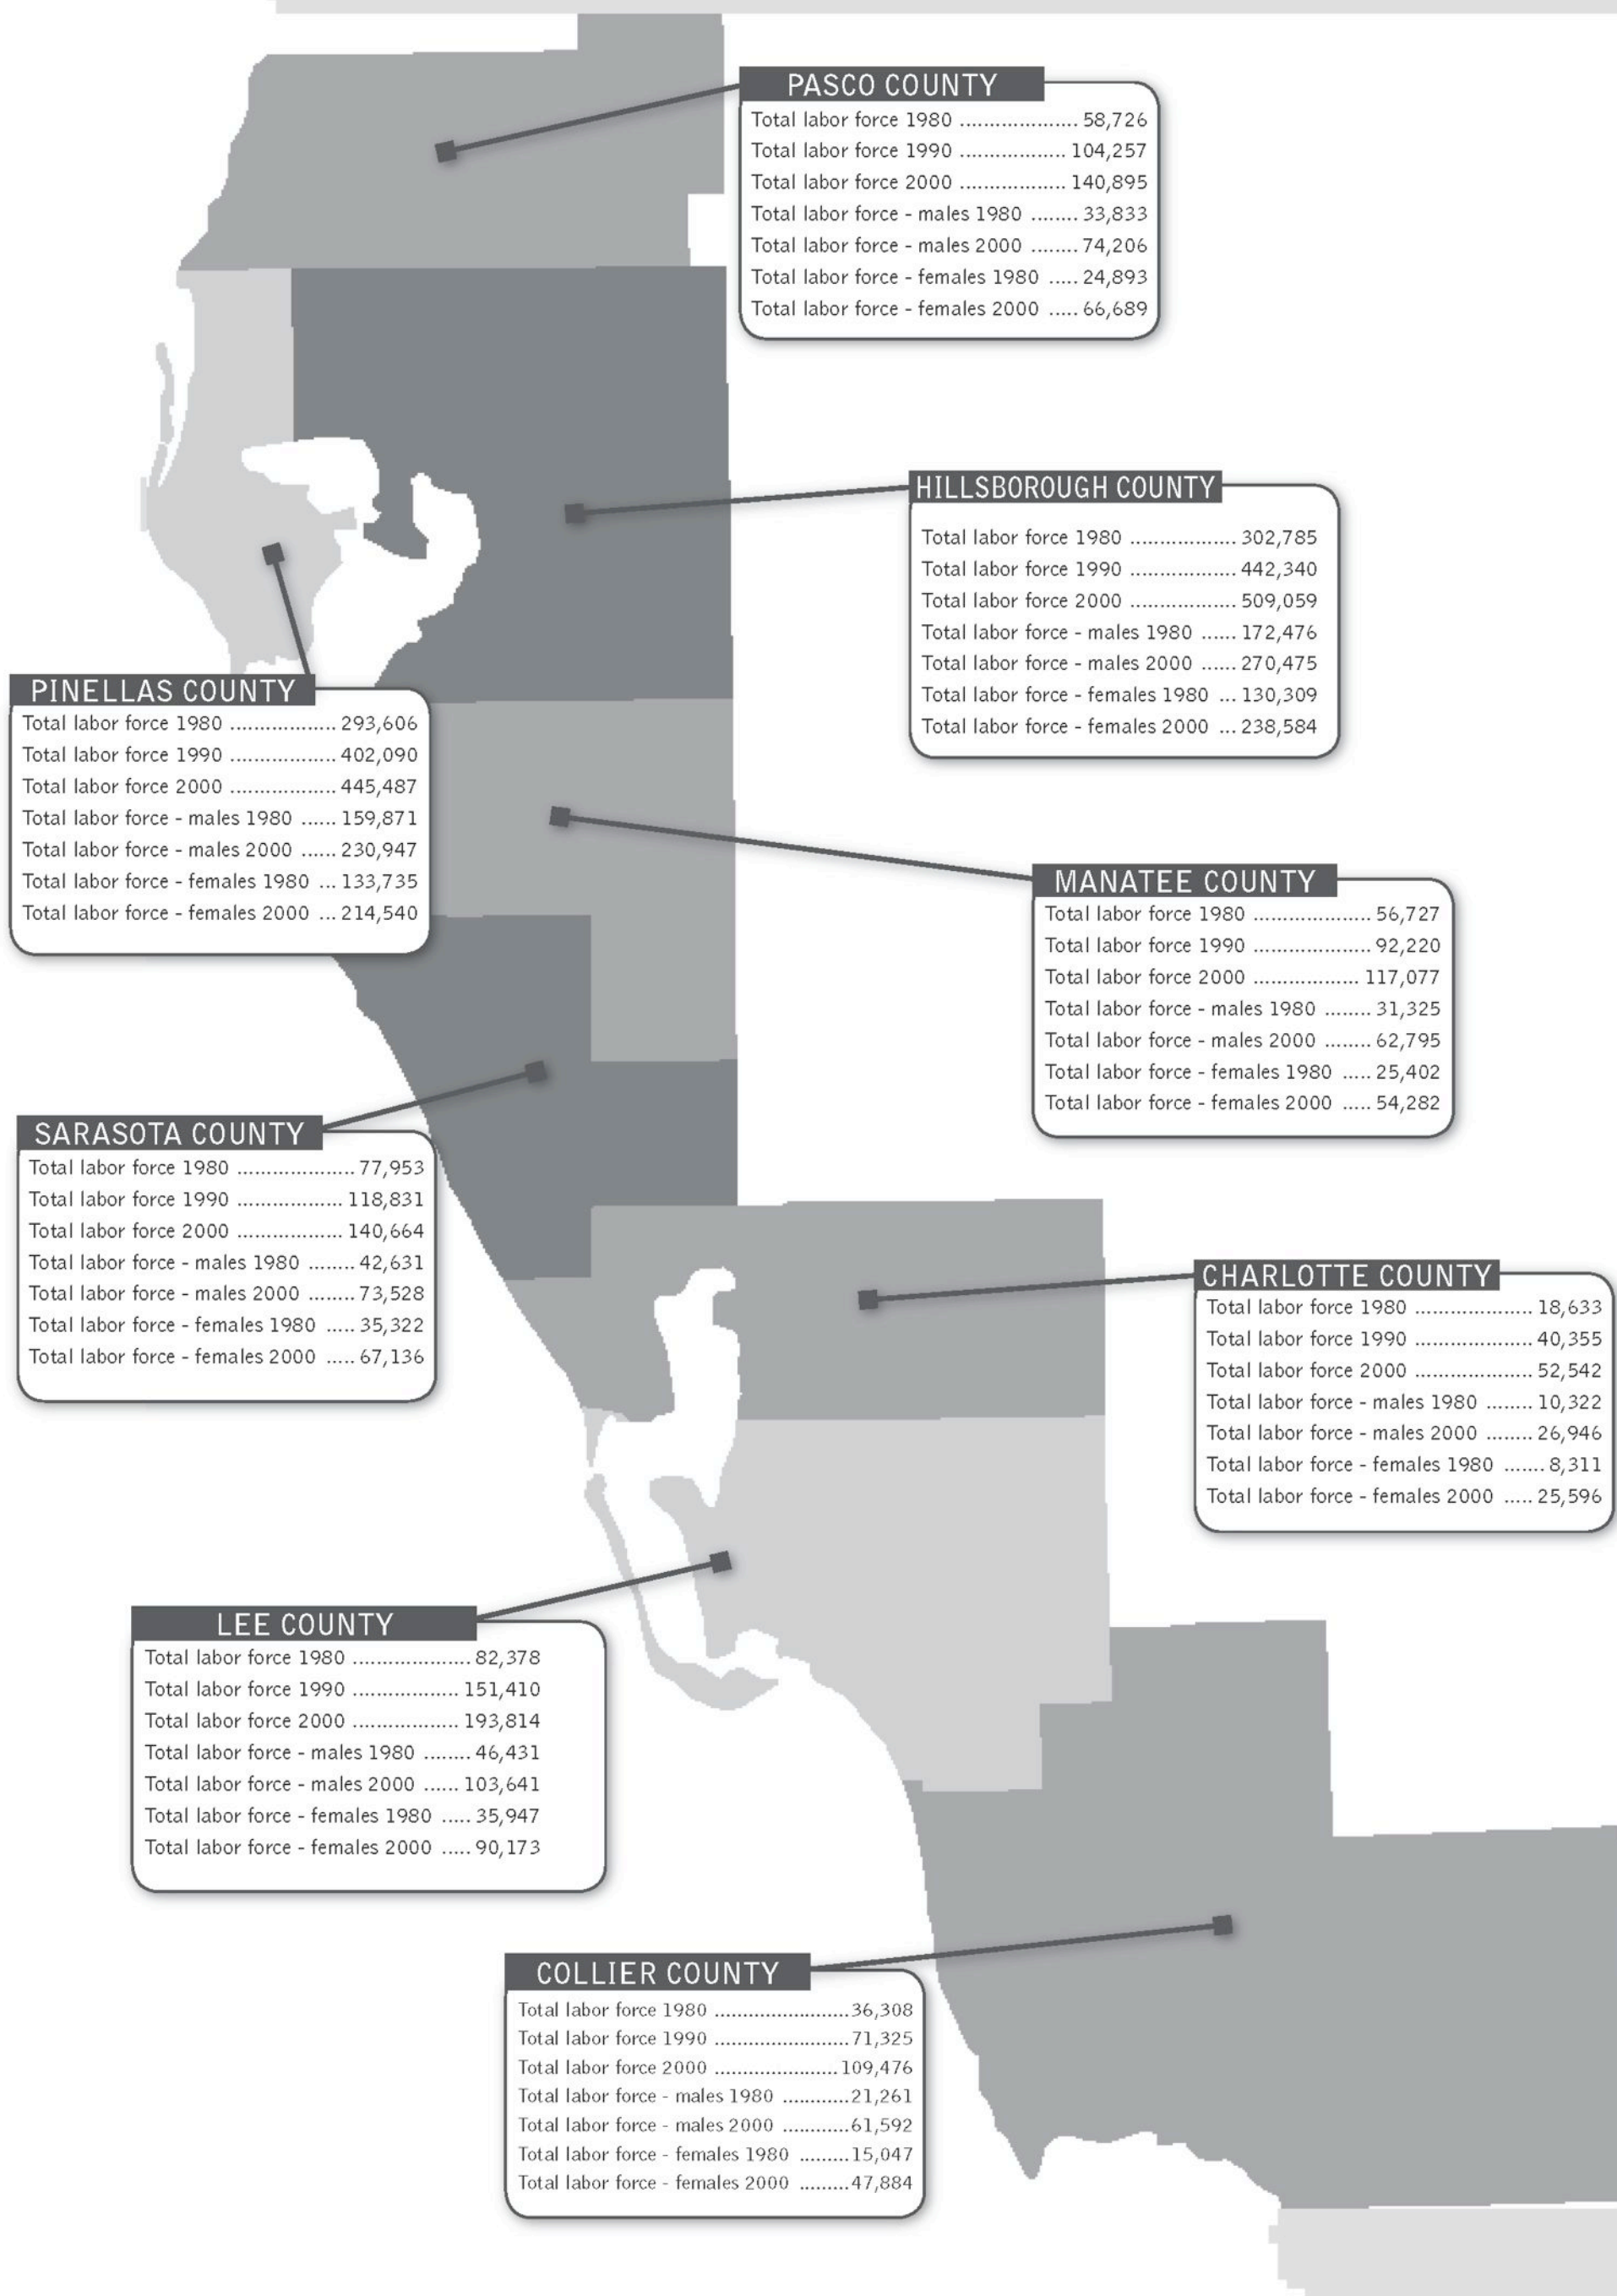 PASCO COUNTY
Total labor force 1980 .................... 58,726
Total labor force 1990 .................. 104,257
Total labor force 2000 .................. 140,895
Total labor force - males 1980 ........ 33,833
Total labor force - males 2000 ........ 74,206
Total labor force - females 1980 ..... 24,893
Total labor force - females 2000 ..... 66,689
HILLSBOROUGH COUNTY
Total labor force 1980 .................. 302,785
Total labor force 1990 .................. 442,340
Total labor force 2000 .................. 509,059
Total labor force - males 1980 ...... 172,476
Total labor force - males 2000 ...... 270,475
Total labor force - females 1980 ... 130,309
Total labor force - females 2000 ... 238,584
PINELLAS COUNTY
Total labor force 1980 .................. 293,606
Total labor force 1990 .................. 402,090
Total labor force 2000 .................. 445,487
Total labor force - males 1980 ...... 159,871
Total labor force - males 2000 ...... 230,947
Total labor force - females 1980 ... 133,735
Total labor force - females 2000 ... 214,540
MANATEE COUNTY
Total labor force 1980 .................... 56,727
Total labor force 1990 .................... 92,220
Total labor force 2000 .................. 117,077
Total labor force - males 1980 ........ 31,325
Total labor force - males 2000 ........ 62,795
Total labor force - females 1980 ..... 25,402
Total labor force - females 2000 ..... 54,282
SARASOTA COUNTY
Total labor force 1980 .................... 77,953
Total labor force 1990 .................. 118,831
Total labor force 2000 .................. 140,664
Total labor force - males 1980 ........ 42,631
Total labor force - males 2000 ........ 73,528
Total labor force - females 1980 ..... 35,322
Total labor force - females 2000 ..... 67,136
CHARLOTTE COUNTY
Total labor force 1980 .................... 18,633
Total labor force 1990 .................... 40,355
Total labor force 2000 .................... 52,542
Total labor force - males 1980 ........ 10,322
Total labor force - males 2000 ........ 26,946
Total labor force - females 1980 ....... 8,311
Total labor force - females 2000 ..... 25,596
LEE COUNTY
Total labor force 1980 .................... 82,378
Total labor force 1990 .................. 151,410
Total labor force 2000 .................. 193,814
Total labor force - males 1980 ........ 46,431
Total labor force - males 2000 ...... 103,641
Total labor force - females 1980 ..... 35,947
Total labor force - females 2000 ..... 90,173
COLLIER COUNTY
Total labor force 1980 .......................36,308
Total labor force 1990 .......................71,325
Total labor force 2000 .....................109,476
Total labor force - males 1980 ............21,261
Total labor force - males 2000 ............61,592
Total labor force - females 1980 .........15,047
Total labor force - females 2000 .........47,884